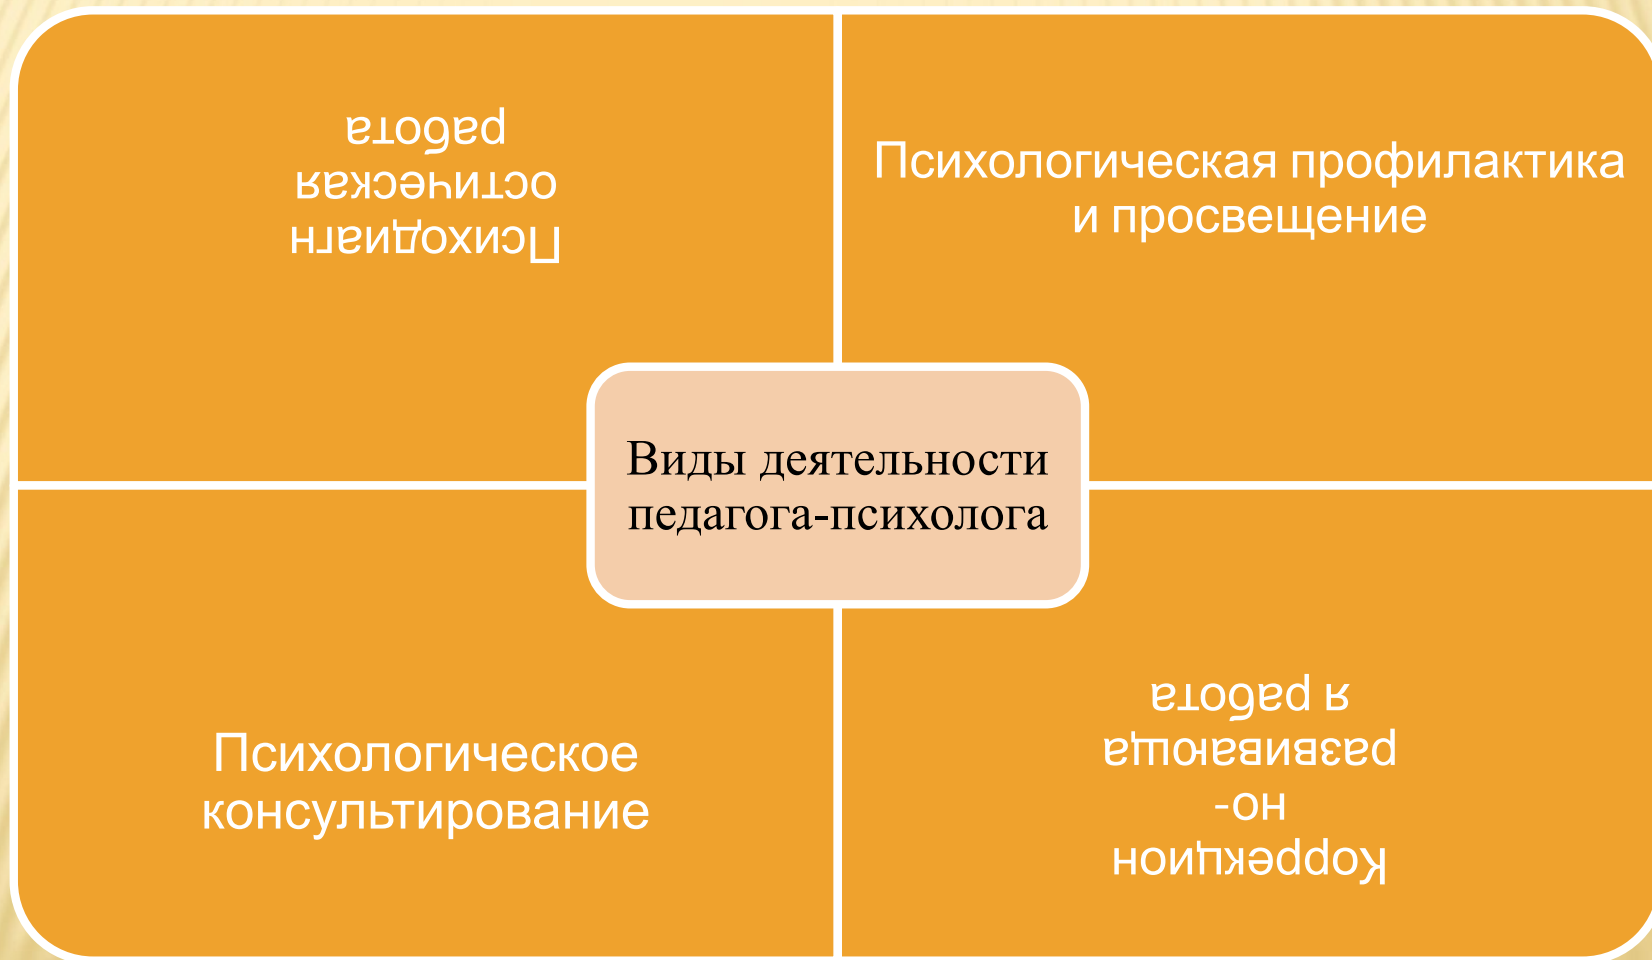 Психодиагн
остическая
работа
Психологическая профилактика
и просвещение
Виды деятельности
педагога-психолога
Психологическое
консультирование
Коррекцион
но-
развивающа
я работа